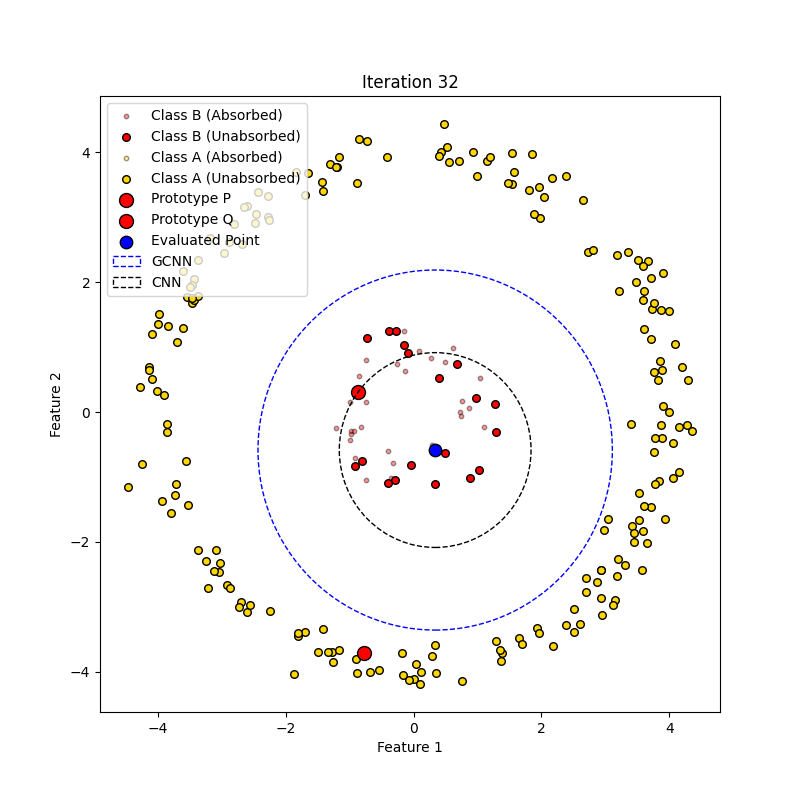 Iteration 32
Class B (Absorbed)
Class B (Unabsorbed)
Class A (Absorbed)
Class A (Unabsorbed)
Prototype P
Prototype Q
Evaluated Point
GCNN
CNN
4
2
0
−2
−4
Feature 2
−4 −2 0 2 4
Feature 1